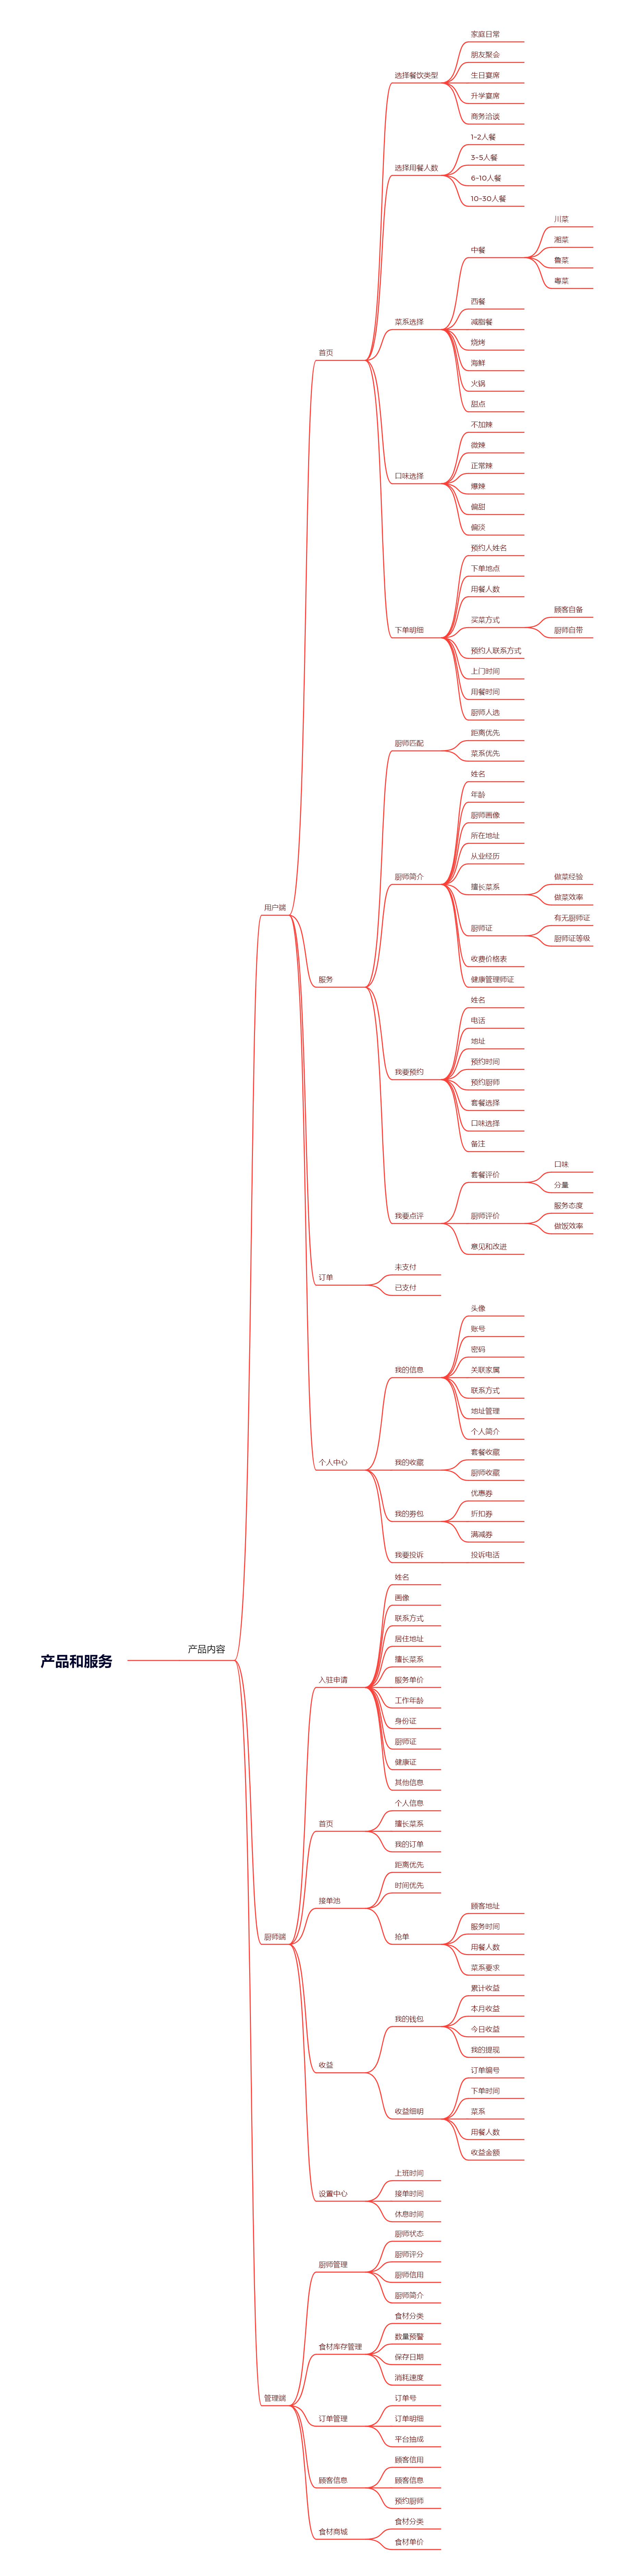 家庭日常
朋友聚会
选择餐饮类型
生日宴席
升学宴席
商务洽谈
1-2人餐
3-5人餐
选择用餐人数
6-10人餐
10-30人餐
川菜
湘菜
中餐
鲁菜
粤菜
西餐
菜系选择
减脂餐
烧烤
首页
海鲜
火锅
甜点
不加辣
微辣
正常辣
口味选择
爆辣
偏甜
偏淡
预约人姓名
下单地点
用餐人数
顾客自备
买菜方式
下单明细
厨师自带
预约人联系方式
上门时间
用餐时间
厨师人选
距离优先
厨师匹配
菜系优先
姓名
年龄
厨师画像
所在地址
从业经历
厨师简介
做菜经验
擅长菜系
做菜效率
用户端
有无厨师证
厨师证
厨师证等级
收费价格表
服务
健康管理师证
姓名
电话
地址
预约时间
我要预约
预约厨师
套餐选择
口味选择
备注
口味
套餐评价
分量
服务态度
我要点评
厨师评价
做饭效率
意见和改进
未支付
订单
已支付
头像
账号
密码
我的信息
关联家属
联系方式
地址管理
个人简介
套餐收藏
个人中心
我的收藏
厨师收藏
优惠券
我的券包
折扣券
满减券
我要投诉
投诉电话
姓名
画像
联系方式
居住地址
产品内容
产品和服务
擅长菜系
入驻申请
服务单价
工作年龄
身份证
厨师证
健康证
其他信息
个人信息
首页
擅长菜系
我的订单
距离优先
时间优先
接单池
顾客地址
服务时间
厨师端
抢单
用餐人数
菜系要求
累计收益
本月收益
我的钱包
今日收益
我的提现
收益
订单编号
下单时间
收益细明
菜系
用餐人数
收益金额
上班时间
设置中心
接单时间
休息时间
厨师状态
厨师评分
厨师管理
厨师信用
厨师简介
食材分类
数量预警
食材库存管理
保存日期
消耗速度
管理端
订单号
订单管理
订单明细
平台抽成
顾客信用
顾客信息
顾客信息
预约厨师
食材分类
食材商城
食材单价